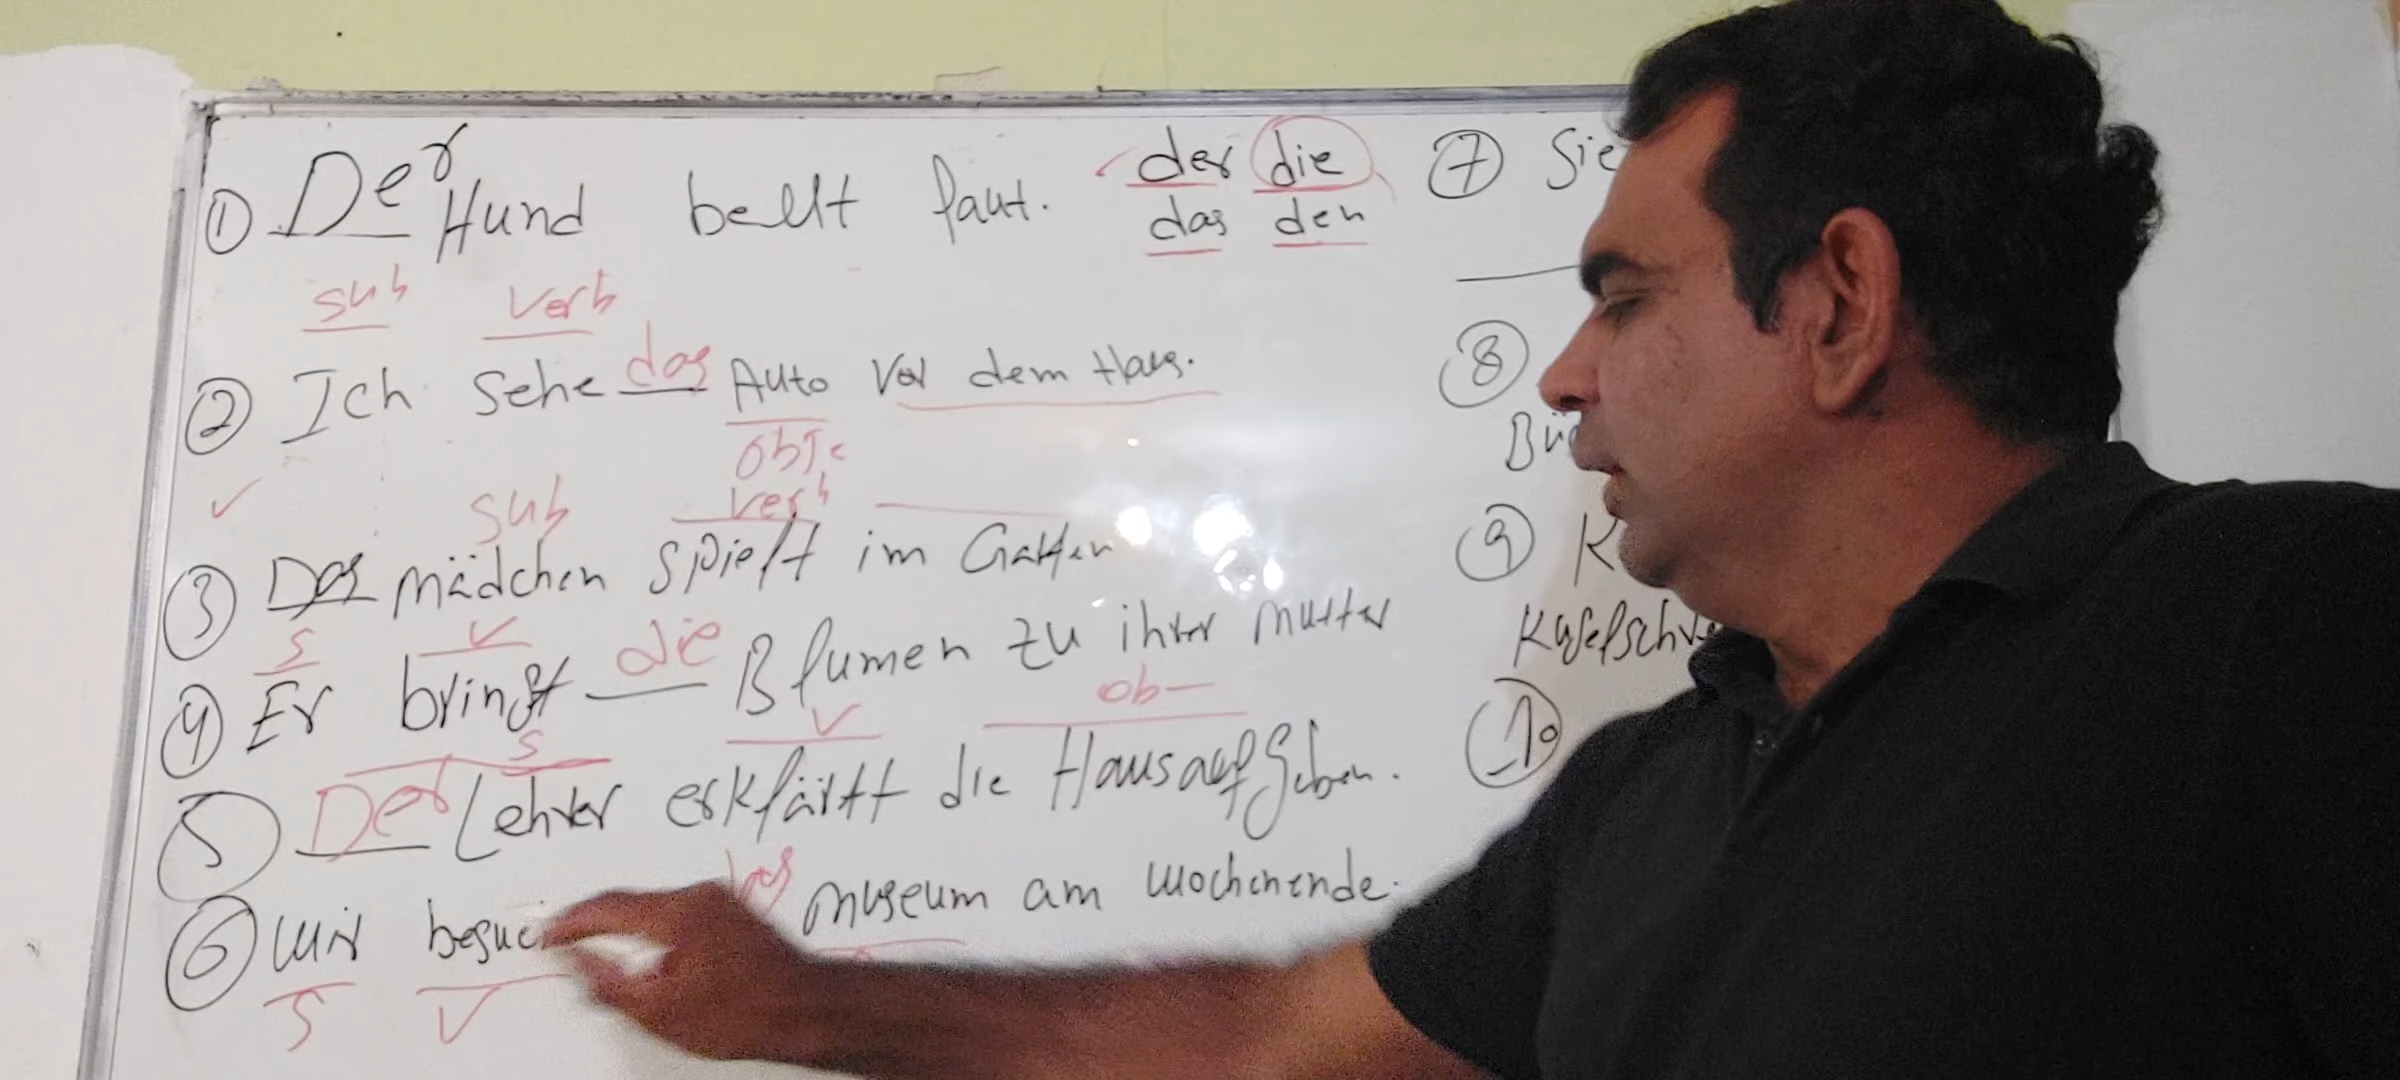 ① Der Hund bellt laut.
der die
das den
sub verb
② Ich sehe das Auto vor dem Haus.
obj.
sub verb
③ Das mädchen spielt im Garten
s v
④ Er bringt die Blumen zu ihrer mutter
s v ob
⑤ Der Lehrer erklärt die Hausaufgaben.
⑥ wir das museum am wochenende.
S V
⑦ Sie
⑧
⑨
⑩